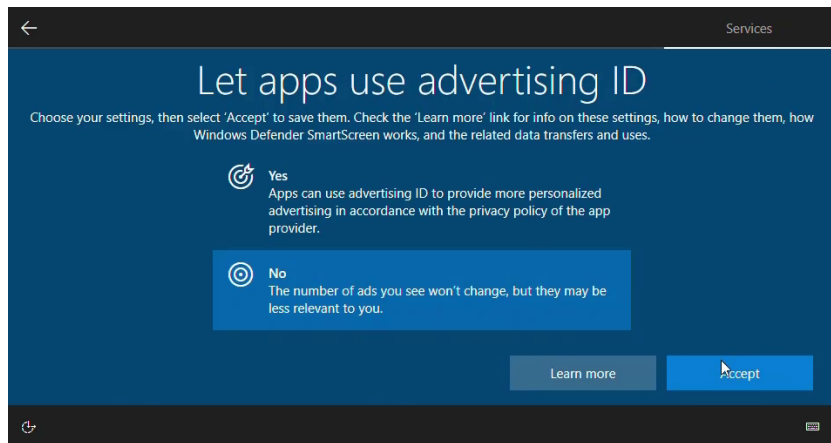 Services
Let apps use advertising ID
Choose your settings, then select 'Accept' to save them. Check the 'Learn more' link for info on these settings, how to change them, how
Windows Defender SmartScreen works, and the related data transfers and uses.
Yes
Apps can use advertising ID to provide more personalized
advertising in accordance with the privacy policy of the app
provider.
No
The number of ads you see won't change, but they may be
less relevant to you.
Learn more
Accept